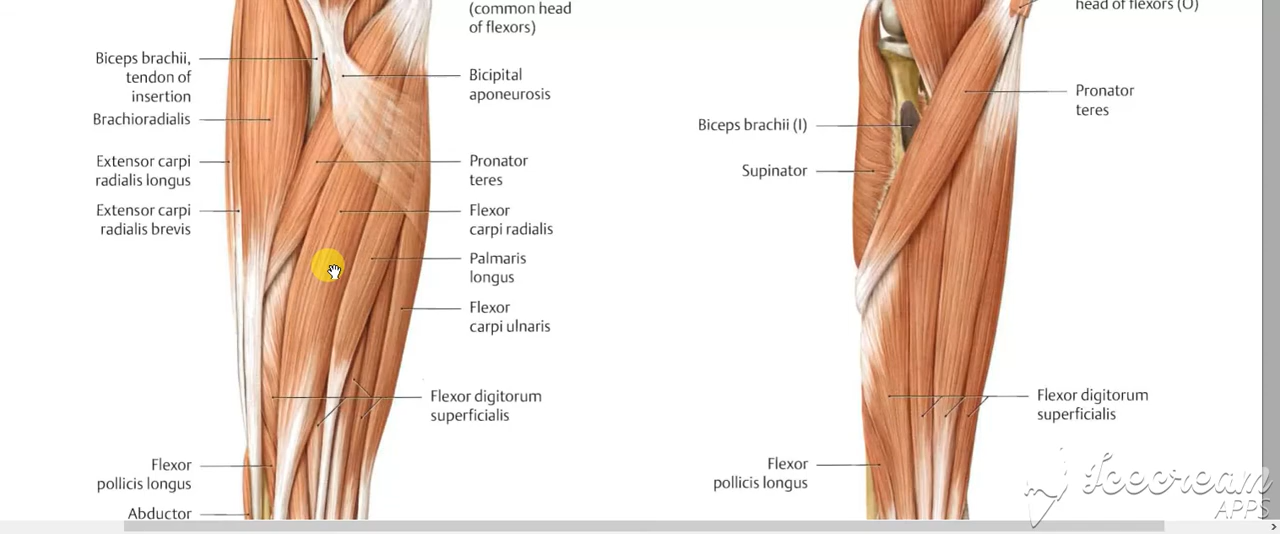 (common head
of flexors)
Biceps brachii,
tendon of
insertion
Bicipital
aponeurosis
Brachioradialis
Extensor carpi
radialis longus
Pronator
teres
Extensor carpi
radialis brevis
Flexor
carpi radialis
Palmaris
longus
Flexor
carpi ulnaris
Flexor digitorum
superficialis
Flexor
pollicis longus
Abductor
head of flexors (O)
Pronator
teres
Biceps brachii (I)
Supinator
Flexor digitorum
superficialis
Flexor
pollicis longus
Icecream
APPS